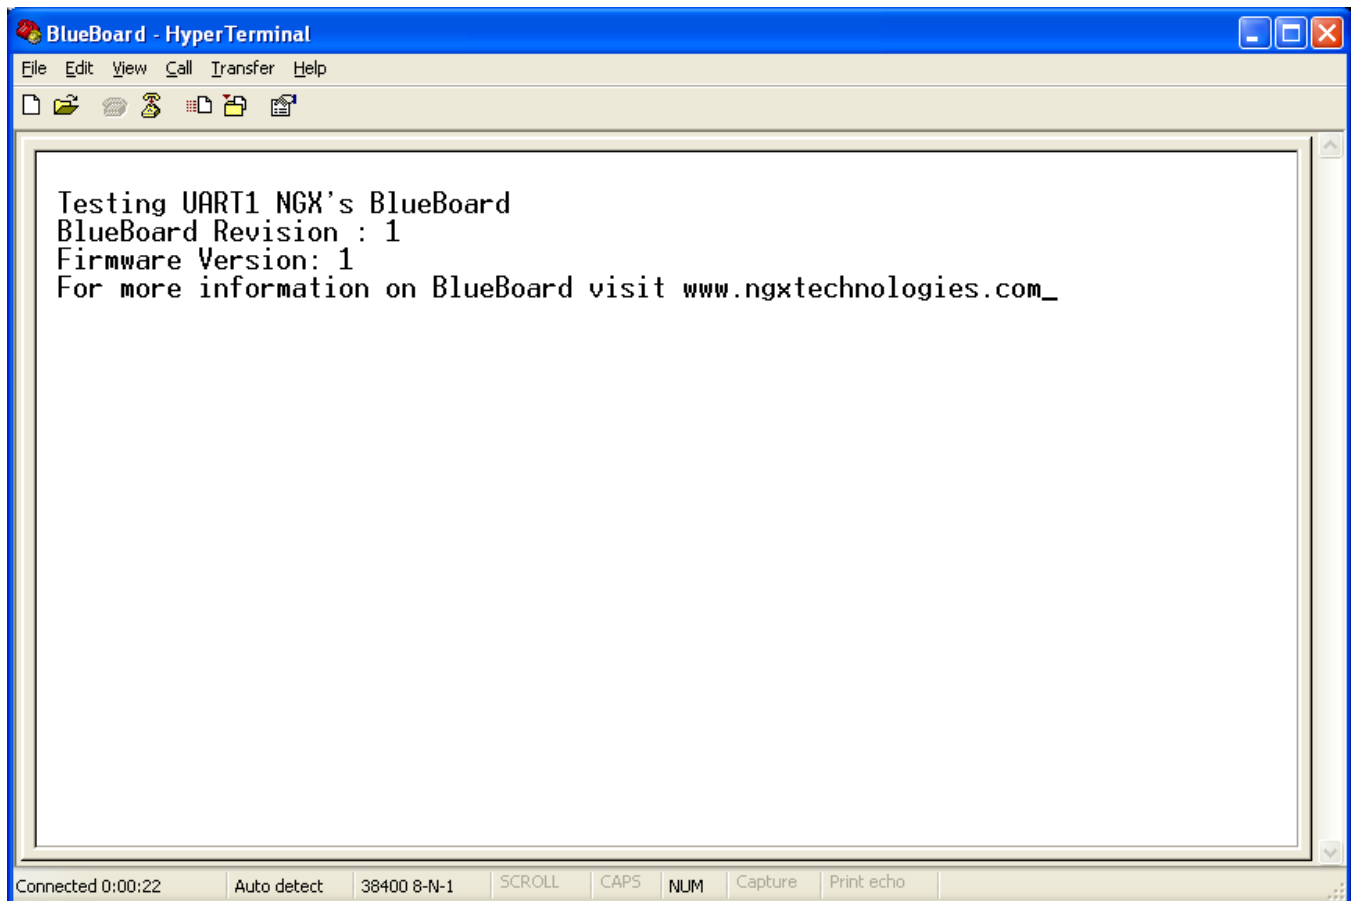 BlueBoard - HyperTerminal
File Edit View Call Transfer Help
Testing UART1 NGX's BlueBoard
BlueBoard Revision : 1
Firmware Version: 1
For more information on BlueBoard visit www.ngxtechnologies.com_
Connected 0:00:22 Auto detect 38400 8-N-1 SCROLL CAPS NUM Capture Print echo